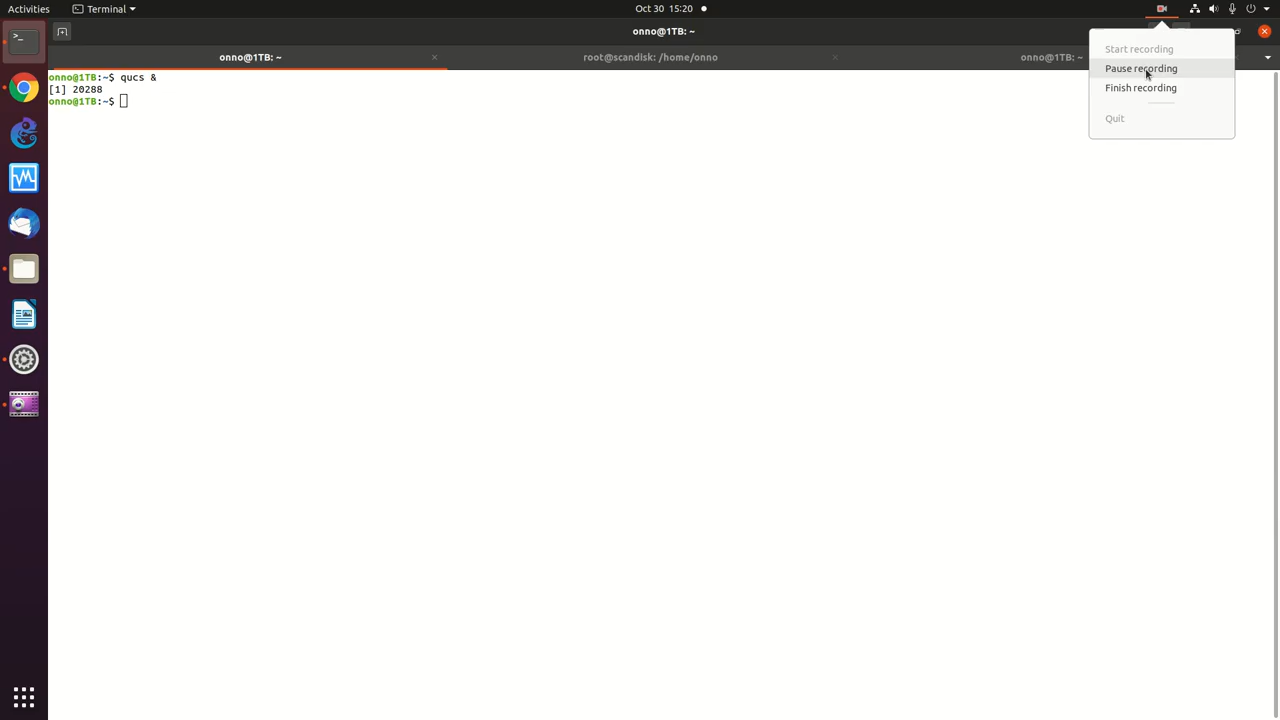 Activities
Terminal
Oct 30 15:20
onno@1TB: ~
onno@1TB: ~
root@scandisk: /home/onno
onno@1TB: ~
Start recording
Pause recording
Finish recording
Quit
onno@1TB:~$ qucs &
[1] 20288
onno@1TB:~$